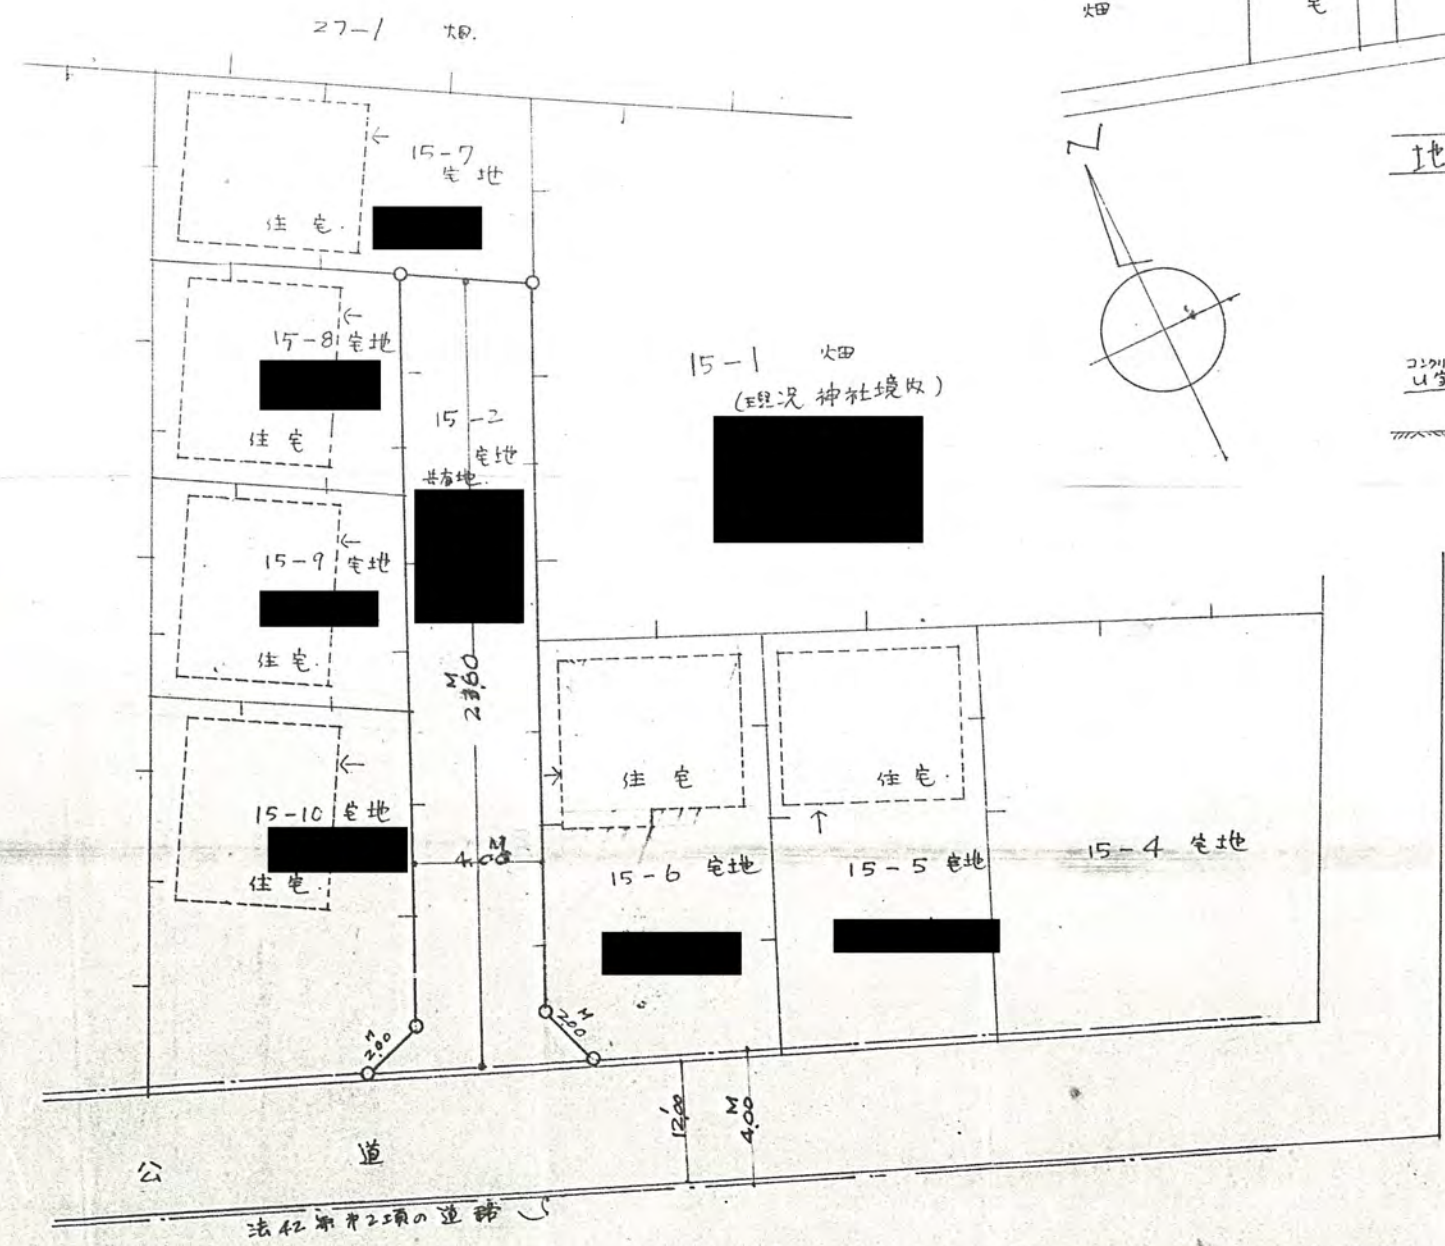 27-1 畑.
畑
宅
Z
地
15-7
宅地
住宅.
15-8 宅地
住宅
15-2
宅地
共有地.
15-1 畑
(現況 神社境内)
15-9 宅地
住宅.
15-10 宅地
住宅.
4.00M
住宅
15-6 宅地
住宅.
15-5 宅地
15-4 宅地
2.00M
2.00M
12.00'
4.00M
公道
法42条第2項の道路